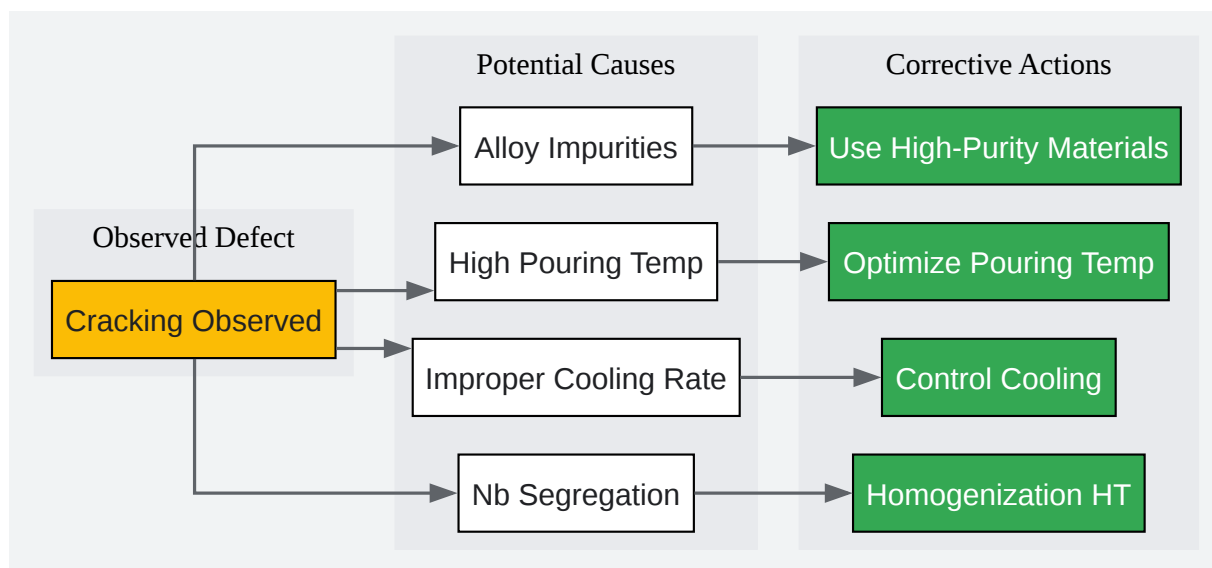 Potential Causes
Corrective Actions
Alloy Impurities
Use High-Purity Materials
Observed Defect
High Pouring Temp
Optimize Pouring Temp
Cracking Observed
Improper Cooling Rate
Control Cooling
Nb Segregation
Homogenization HT